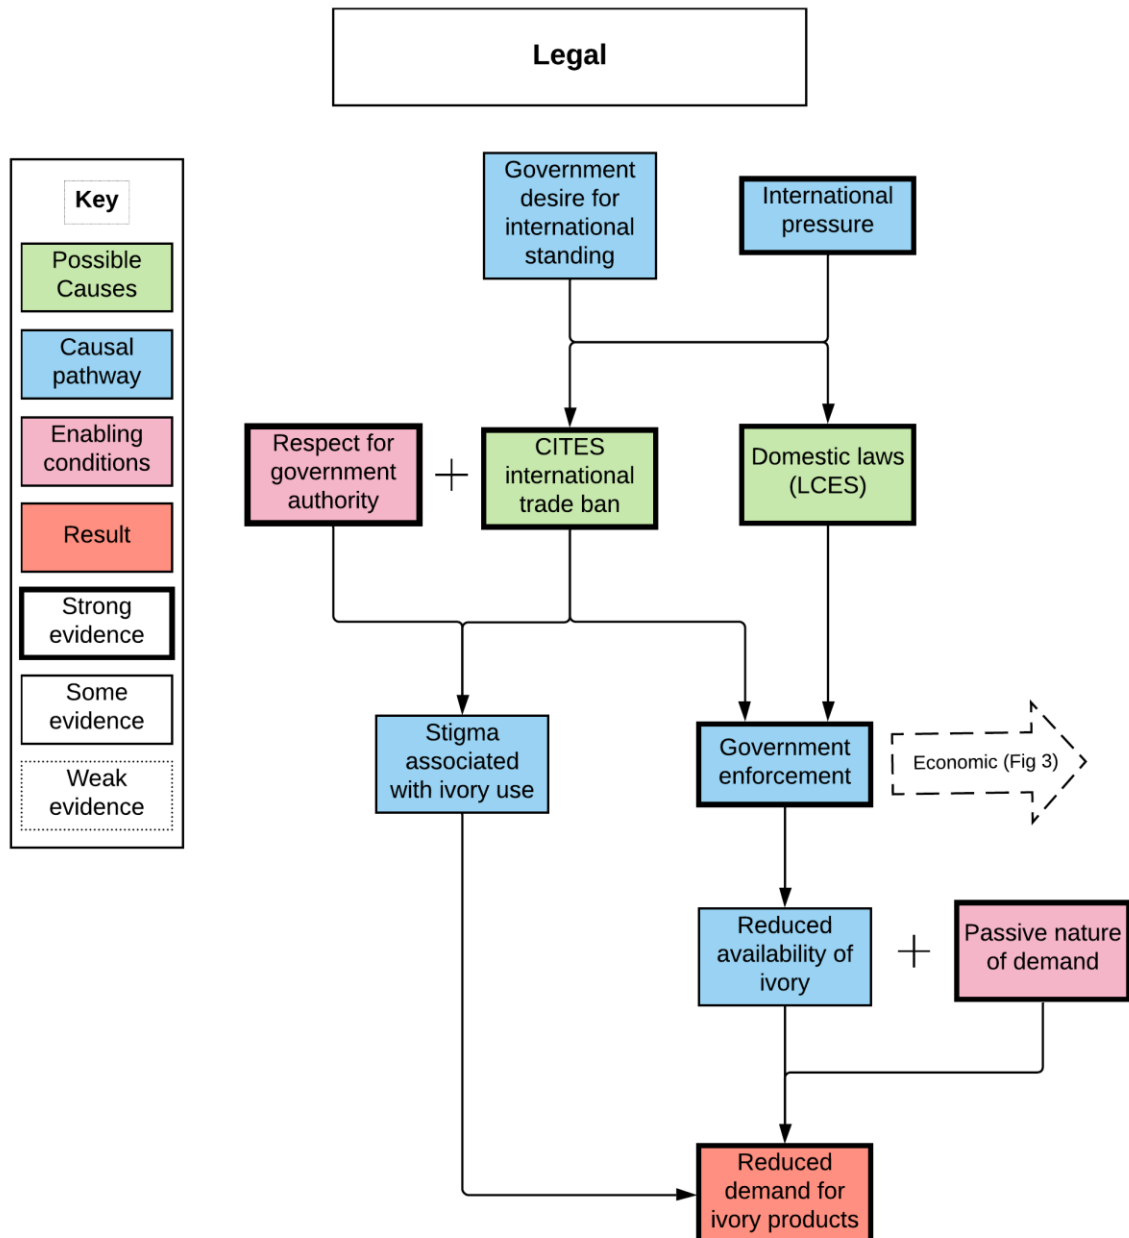 Legal
Key
Possible
Causes
Causal
pathway
Enabling
conditions
Result
Strong
evidence
Some
evidence
Weak
evidence
Government
desire for
international
standing
International
pressure
Respect for
government
authority
+
CITES
international
trade ban
Domestic laws
(LCES)
Stigma
associated
with ivory use
Government
enforcement
Economic (Fig 3)
Reduced
availability of
ivory
+
Passive nature
of demand
Reduced
demand for
ivory products